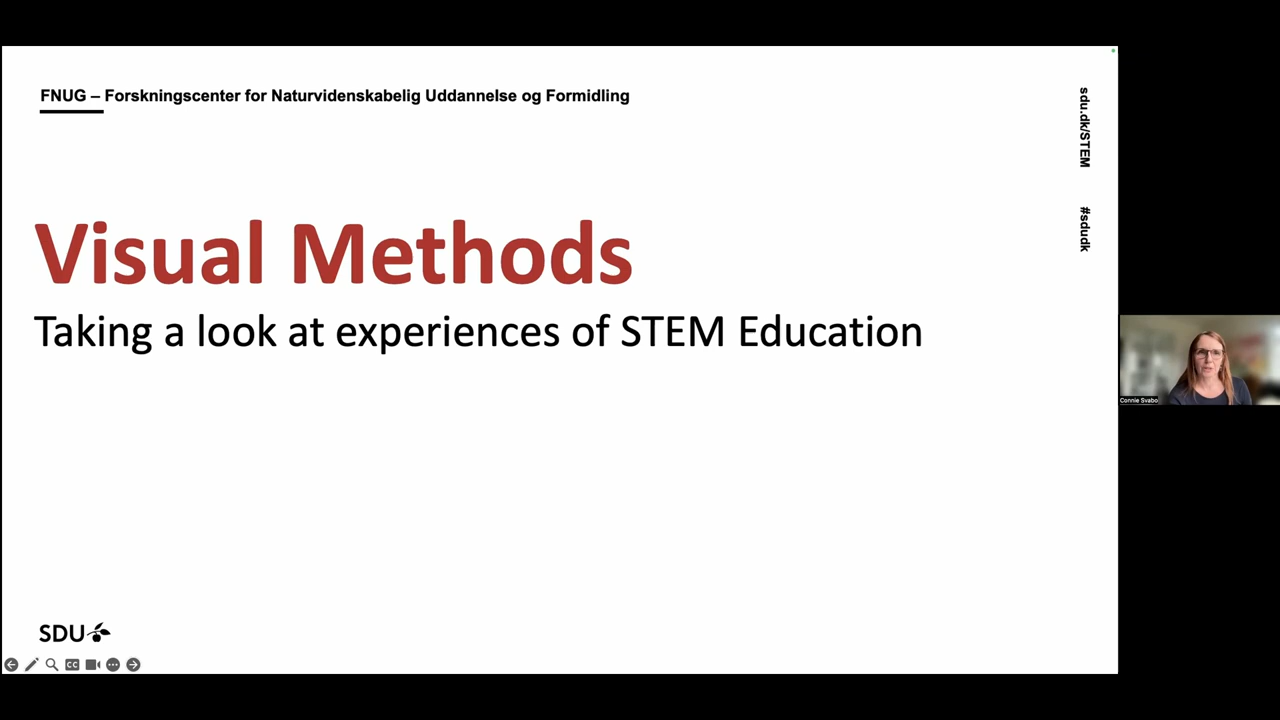 FNUG – Forskningscenter for Naturvidenskabelig Uddannelse og Formidling
sdu.dk/STEM
#sdudk
Visual Methods
Taking a look at experiences of STEM Education
Connie Svabo
SDU
CC